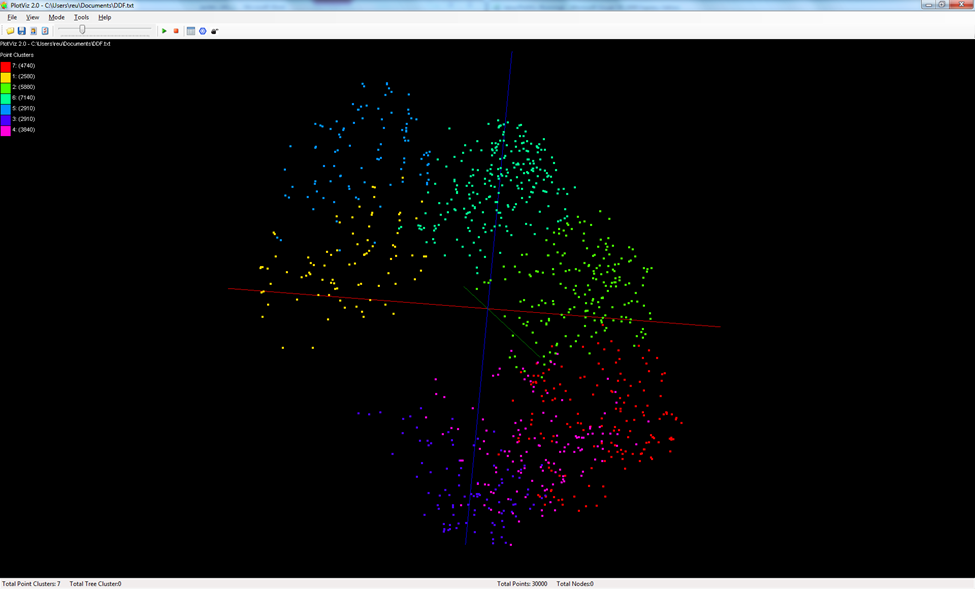 PlotViz 2.0 - C:\Users\reu\Documents\DDF.txt
File View Mode Tools Help
PlotViz 2.0 - C:\Users\reu\Documents\DDF.txt
Point Clusters
7: (4740)
1: (2580)
2: (5880)
6: (7140)
5: (2910)
3: (2910)
4: (3840)
Total Point Clusters: 7 Total Tree Cluster:0 Total Points: 30000 Total Nodes:0